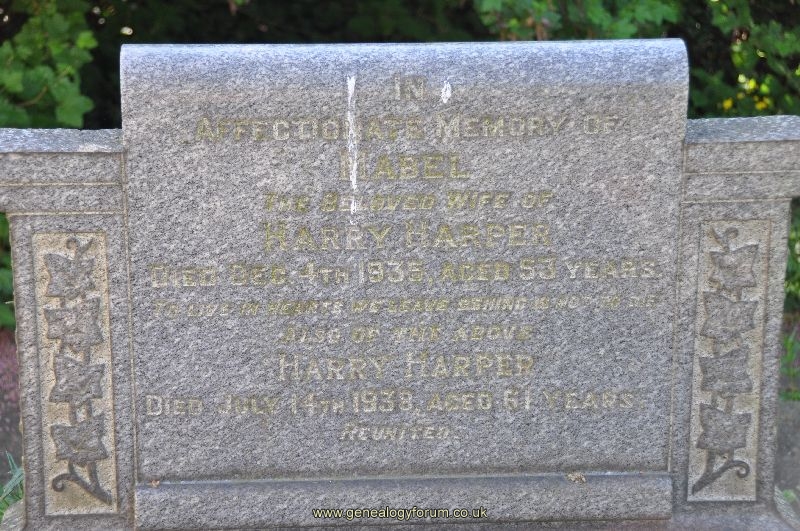 IN
AFFECTIONATE MEMORY OF
MABEL
THE BELOVED WIFE OF
HARRY HARPER
DIED DEC. 4TH 1935, AGED 53 YEARS.
TO LIVE IN HEARTS WE LEAVE BEHIND IS NOT TO DIE
ALSO OF THE ABOVE
HARRY HARPER
DIED JULY 14TH 1938, AGED 61 YEARS.
REUNITED.
www.genealogyforum.co.uk